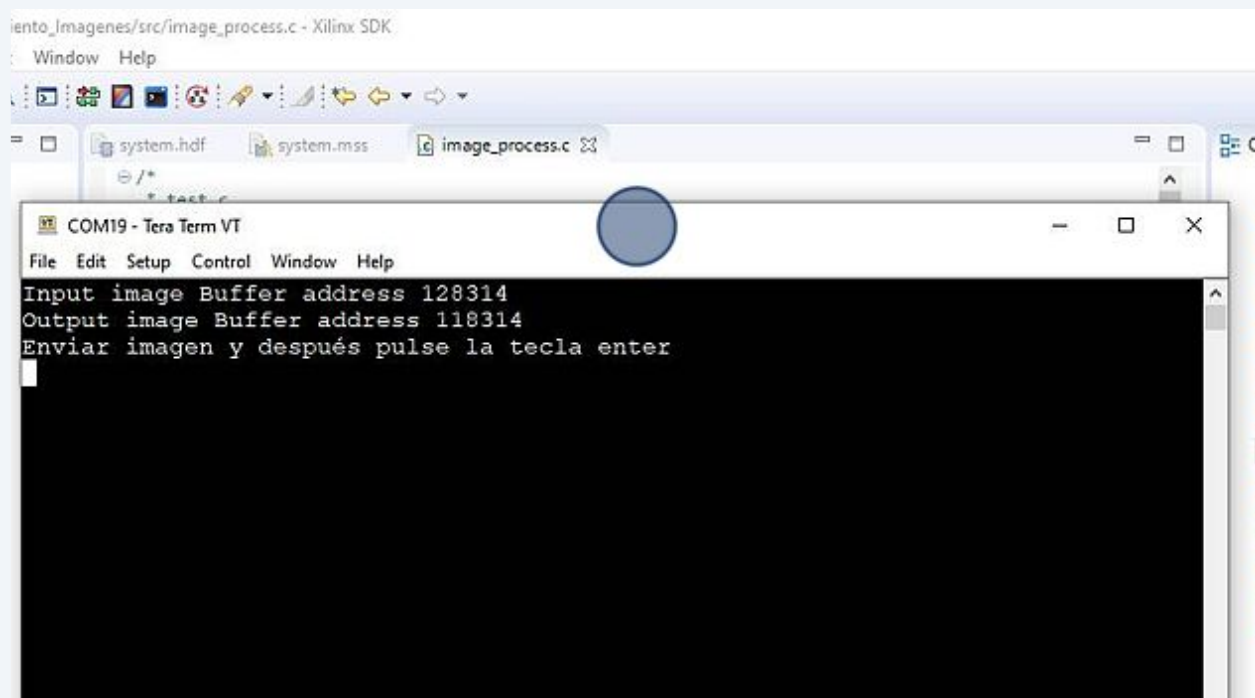 iento_Imagenes/src/image_process.c - Xilinx SDK
Window Help
system.hdf system.mss image_process.c
/*
* test.c
VT COM19 - Tera Term VT
File Edit Setup Control Window Help
Input image Buffer address 128314
Output image Buffer address 118314
Enviar imagen y después pulse la tecla enter